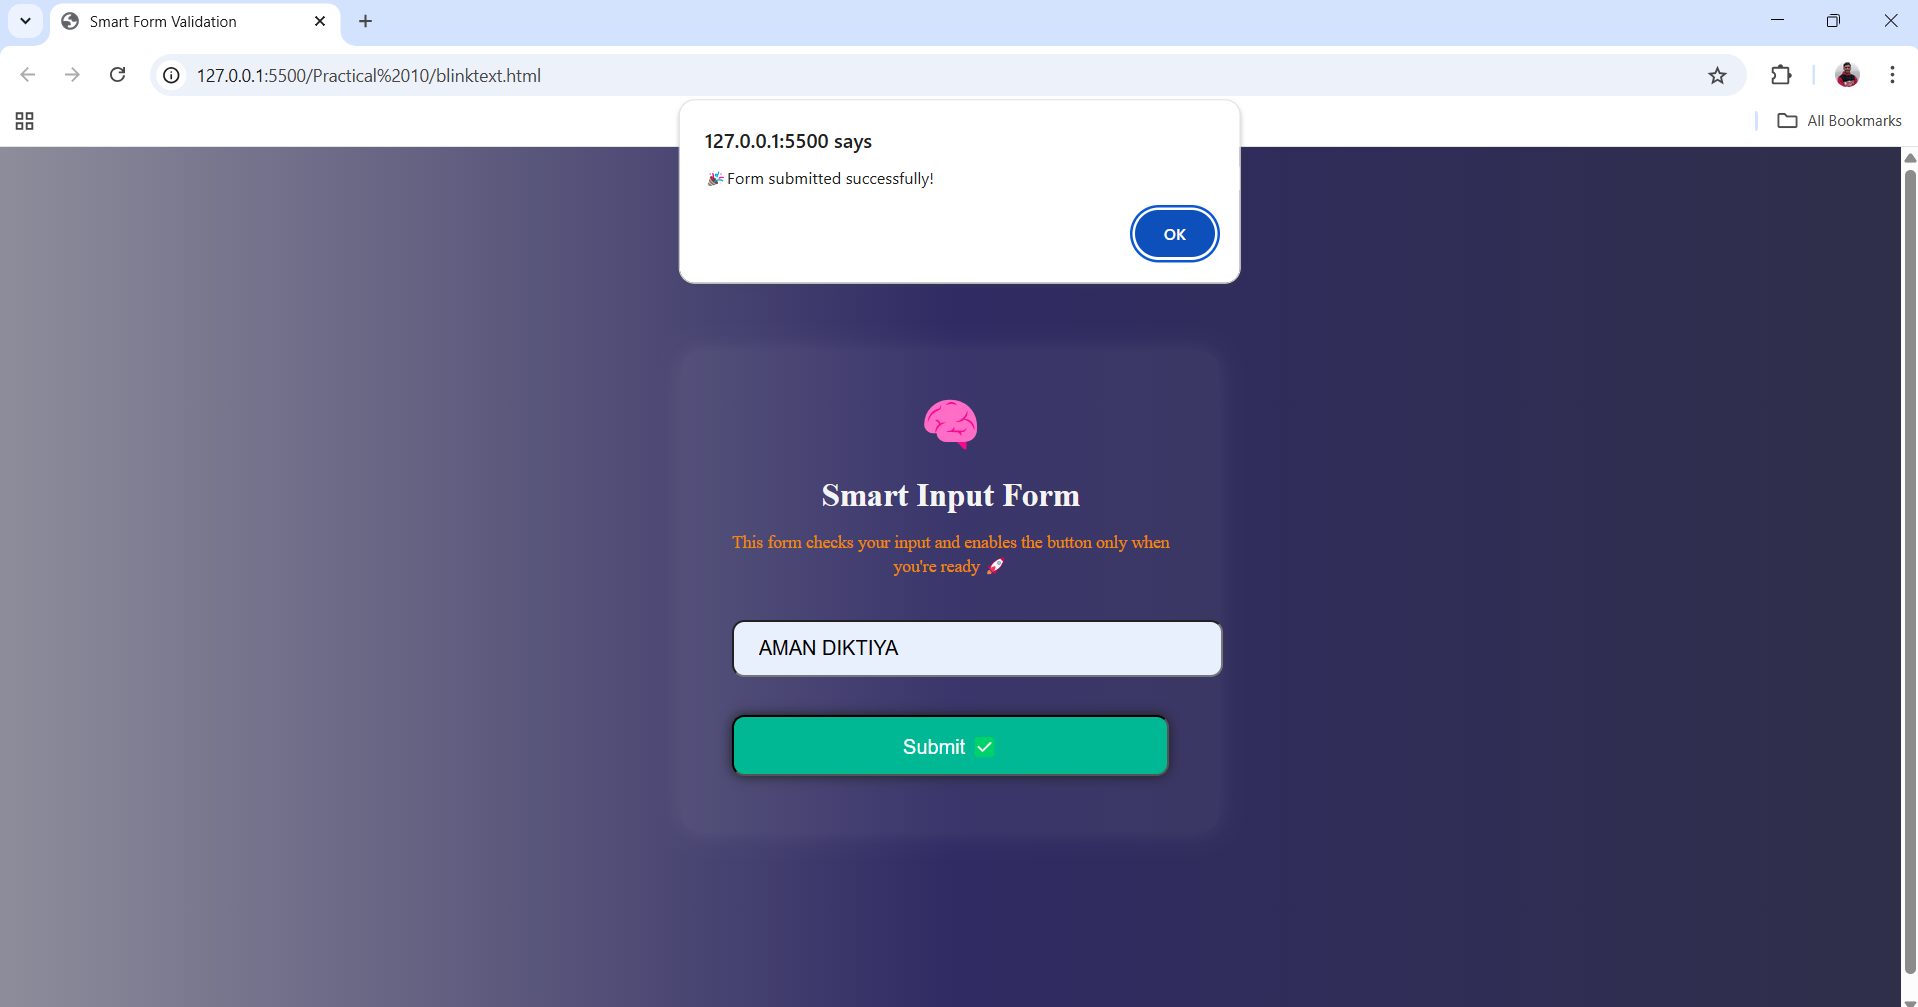 Smart Form Validation
127.0.0.1:5500/Practical%2010/blinktext.html
All Bookmarks
127.0.0.1:5500 says
🎉Form submitted successfully!
OK
Smart Input Form
This form checks your input and enables the button only when
you're ready 🚀
AMAN DIKTIYA
Submit ✅